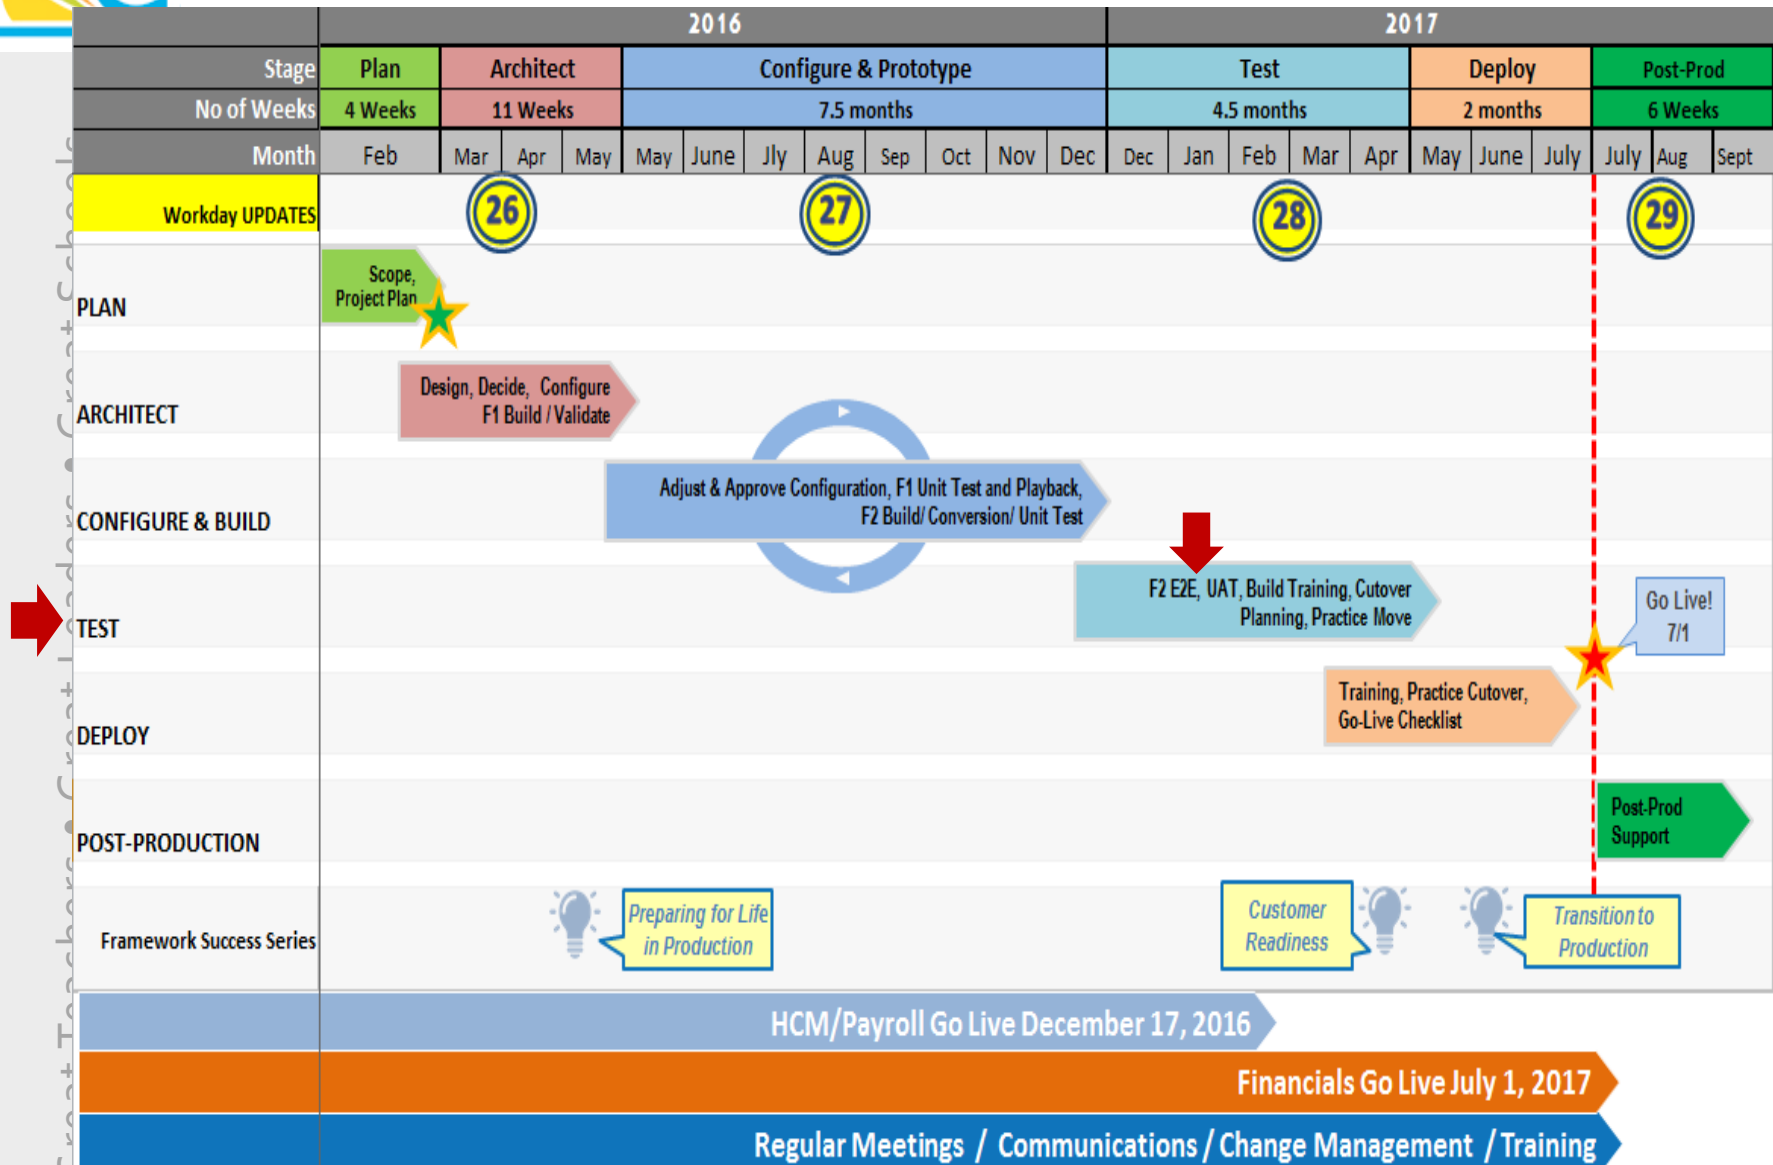 2016 2017
Stage Plan Architect Configure & Prototype Test Deploy Post-Prod
No of Weeks 4 Weeks 11 Weeks 7.5 months 4.5 months 2 months 6 Weeks
Month Feb Mar Apr May May June Jly Aug Sep Oct Nov Dec Dec Jan Feb Mar Apr May June July July Aug Sept
Workday UPDATES 26 27 28 29
PLAN
Scope,
Project Plan
ARCHITECT
Design, Decide, Configure
F1 Build / Validate
CONFIGURE & BUILD
Adjust & Approve Configuration, F1 Unit Test and Playback,
F2 Build/ Conversion/ Unit Test
TEST
F2 E2E, UAT, Build Training, Cutover
Planning, Practice Move
Go Live!
7/1
DEPLOY
Training, Practice Cutover,
Go-Live Checklist
POST-PRODUCTION
Post-Prod
Support
Framework Success Series
Preparing for Life
in Production
Customer
Readiness
Transition to
Production
HCM/Payroll Go Live December 17, 2016
Financials Go Live July 1, 2017
Regular Meetings / Communications / Change Management / Training